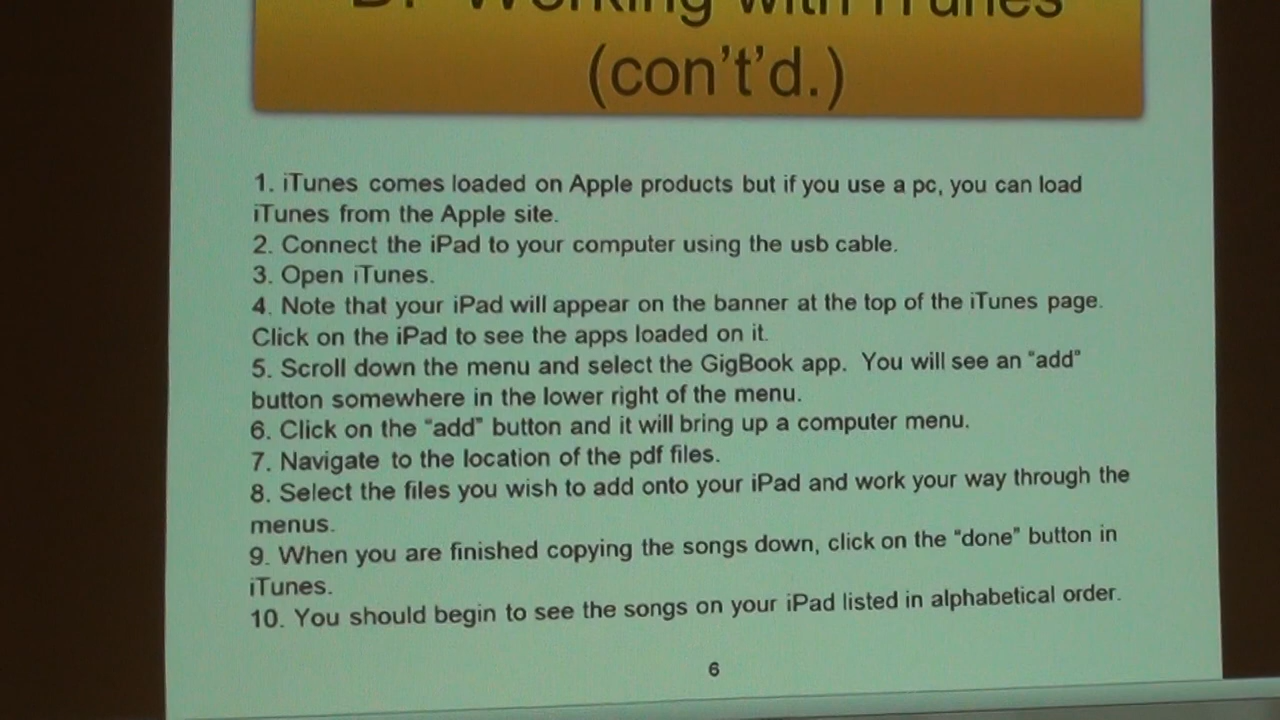 B. Working with iTunes
(con't'd.)
1. iTunes comes loaded on Apple products but if you use a pc, you can load
iTunes from the Apple site.
2. Connect the iPad to your computer using the usb cable.
3. Open iTunes.
4. Note that your iPad will appear on the banner at the top of the iTunes page.
Click on the iPad to see the apps loaded on it.
5. Scroll down the menu and select the GigBook app.  You will see an “add”
button somewhere in the lower right of the menu.
6. Click on the “add” button and it will bring up a computer menu.
7. Navigate to the location of the pdf files.
8. Select the files you wish to add onto your iPad and work your way through the
menus.
9. When you are finished copying the songs down, click on the “done” button in
iTunes.
10. You should begin to see the songs on your iPad listed in alphabetical order.
6